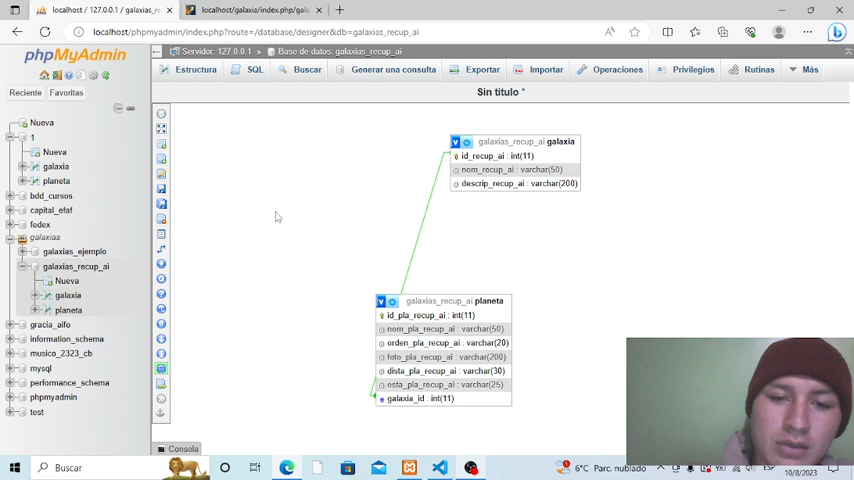 localhost / 127.0.0.1 / galaxias_re
localhost/galaxia/index.php/gala
localhost/phpmyadmin/index.php?route=/database/designer&db=galaxias_recup_ai
phpMyAdmin
Reciente
Favoritas
Nueva
1
Nueva
galaxia
planeta
bdd_cursos
capital_efaf
fedex
galaxias
galaxias_ejemplo
galaxias_recup_ai
Nueva
galaxia
planeta
gracia_aifo
information_schema
musico_2323_cb
mysql
performance_schema
phpmyadmin
test
Servidor: 127.0.0.1 » Base de datos: galaxias_recup_ai
Estructura SQL Buscar Generar una consulta Exportar Importar Operaciones Privilegios Rutinas Más
Sin título *
galaxias_recup_ai galaxia
id_recup_ai : int(11)
nom_recup_ai : varchar(50)
descrip_recup_ai : varchar(200)
galaxias_recup_ai planeta
id_pla_recup_ai : int(11)
nom_pla_recup_ai : varchar(50)
orden_pla_recup_ai : varchar(20)
foto_pla_recup_ai : varchar(200)
dista_pla_recup_ai : varchar(30)
esta_pla_recup_ai : varchar(25)
galaxia_id : int(11)
Consola
Buscar
6°C Parc. nublado
ESP
10/8/2023